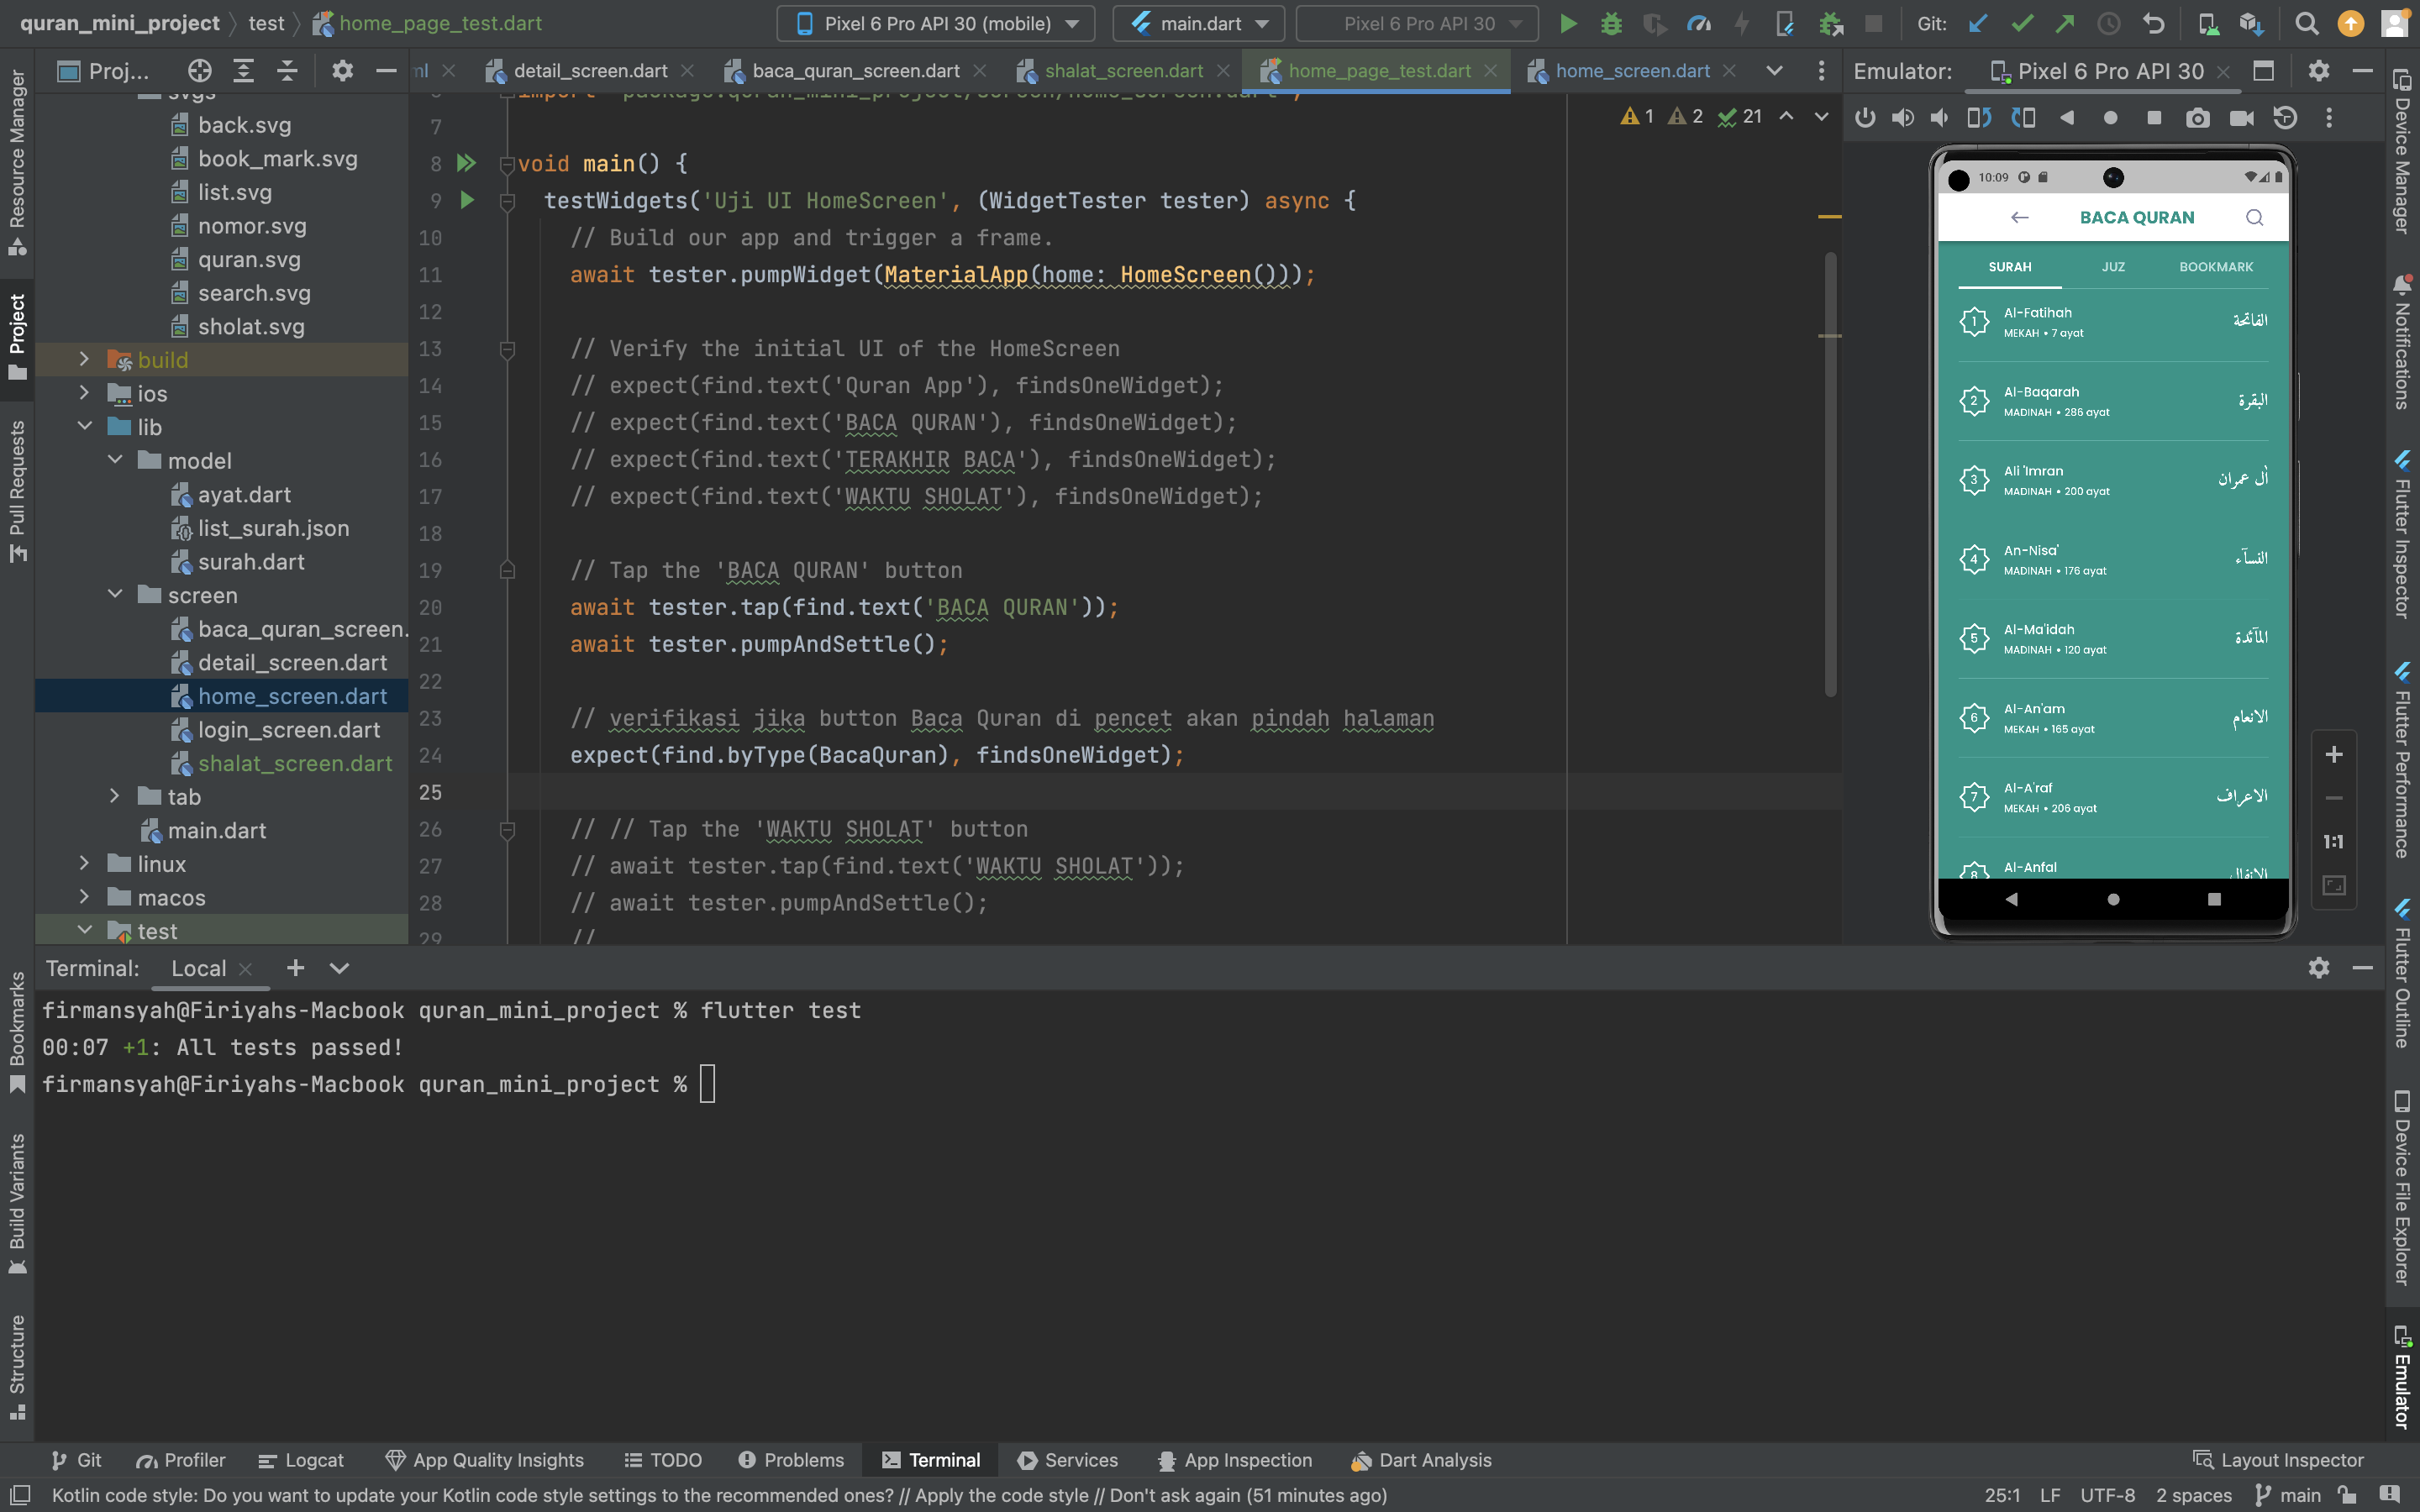 quran_mini_project
test
home_page_test.dart
Pixel 6 Pro API 30 (mobile)
main.dart
Pixel 6 Pro API 30
Git:
Proj...
ml
detail_screen.dart
baca_quran_screen.dart
shalat_screen.dart
home_page_test.dart
home_screen.dart
Emulator:
Pixel 6 Pro API 30
Resource Manager
Project
Pull Requests
Bookmarks
Build Variants
Structure
svgs
back.svg
book_mark.svg
list.svg
nomor.svg
quran.svg
search.svg
sholat.svg
build
ios
lib
model
ayat.dart
list_surah.json
surah.dart
screen
baca_quran_screen.
detail_screen.dart
home_screen.dart
login_screen.dart
shalat_screen.dart
tab
main.dart
linux
macos
test
1 2 21
import 'package:quran_mini_project/screen/home_screen.dart';
7
8 void main() {
9 testWidgets('Uji UI HomeScreen', (WidgetTester tester) async {
10 // Build our app and trigger a frame.
11 await tester.pumpWidget(MaterialApp(home: HomeScreen()));
12
13 // Verify the initial UI of the HomeScreen
14 // expect(find.text('Quran App'), findsOneWidget);
15 // expect(find.text('BACA QURAN'), findsOneWidget);
16 // expect(find.text('TERAKHIR BACA'), findsOneWidget);
17 // expect(find.text('WAKTU SHOLAT'), findsOneWidget);
18
19 // Tap the 'BACA QURAN' button
20 await tester.tap(find.text('BACA QURAN'));
21 await tester.pumpAndSettle();
22
23 // verifikasi jika button Baca Quran di pencet akan pindah halaman
24 expect(find.byType(BacaQuran), findsOneWidget);
25
26 // // Tap the 'WAKTU SHOLAT' button
27 // await tester.tap(find.text('WAKTU SHOLAT'));
28 // await tester.pumpAndSettle();
29 //
10:09
BACA QURAN
SURAH JUZ BOOKMARK
1 Al-Fatihah الفاتحة
MEKAH • 7 ayat
2 Al-Baqarah البقرة
MADINAH • 286 ayat
3 Ali 'Imran اٰل عمران
MADINAH • 200 ayat
4 An-Nisa' النسآء
MADINAH • 176 ayat
5 Al-Ma'idah المآئدة
MADINAH • 120 ayat
6 Al-An'am الانعام
MEKAH • 165 ayat
7 Al-A'raf الاعراف
MEKAH • 206 ayat
8 Al-Anfal الانفال
1:1
Device Manager
Notifications
Flutter Inspector
Flutter Performance
Flutter Outline
Device File Explorer
Emulator
Terminal: Local
firmansyah@Firiyahs-Macbook quran_mini_project % flutter test
00:07 +1: All tests passed!
firmansyah@Firiyahs-Macbook quran_mini_project %
Git Profiler Logcat App Quality Insights TODO Problems Terminal Services App Inspection Dart Analysis Layout Inspector
Kotlin code style: Do you want to update your Kotlin code style settings to the recommended ones? // Apply the code style // Don't ask again (51 minutes ago)
25:1 LF UTF-8 2 spaces main